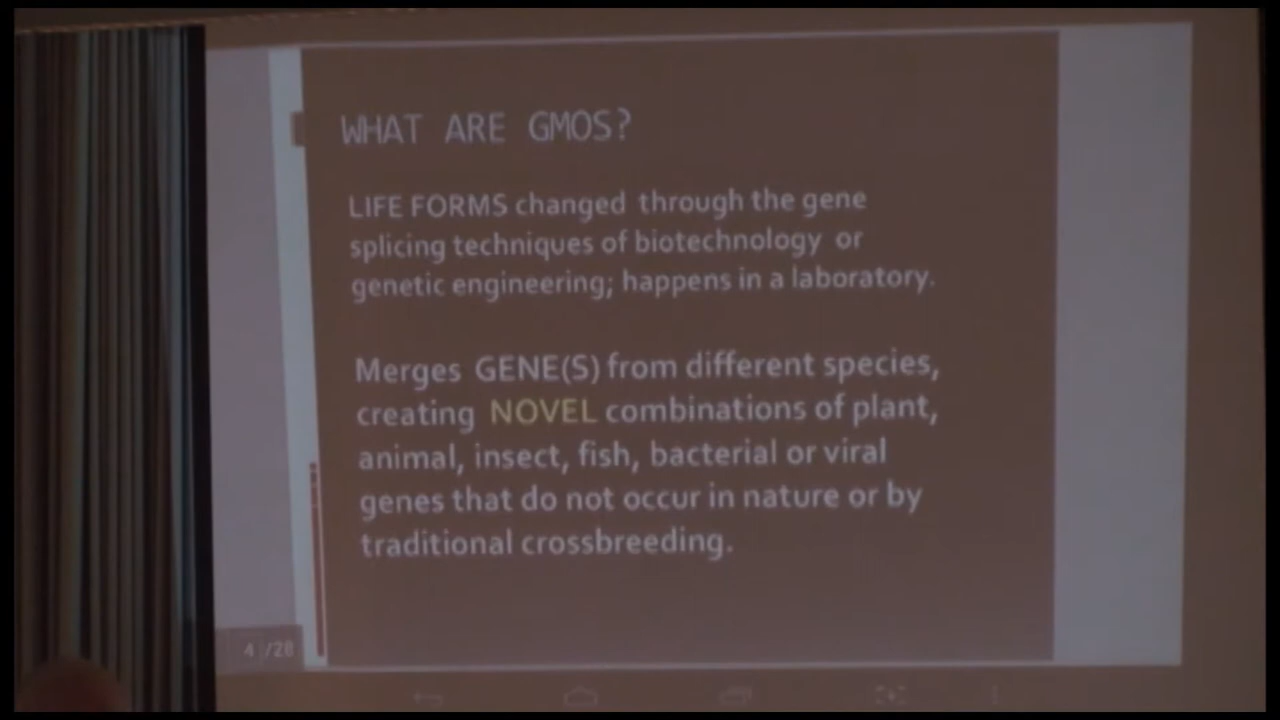 WHAT ARE GMOS?
LIFE FORMS changed through the gene
splicing techniques of biotechnology or
genetic engineering; happens in a laboratory.
Merges GENE(S) from different species,
creating NOVEL combinations of plant,
animal, insect, fish, bacterial or viral
genes that do not occur in nature or by
traditional crossbreeding.
4 /28